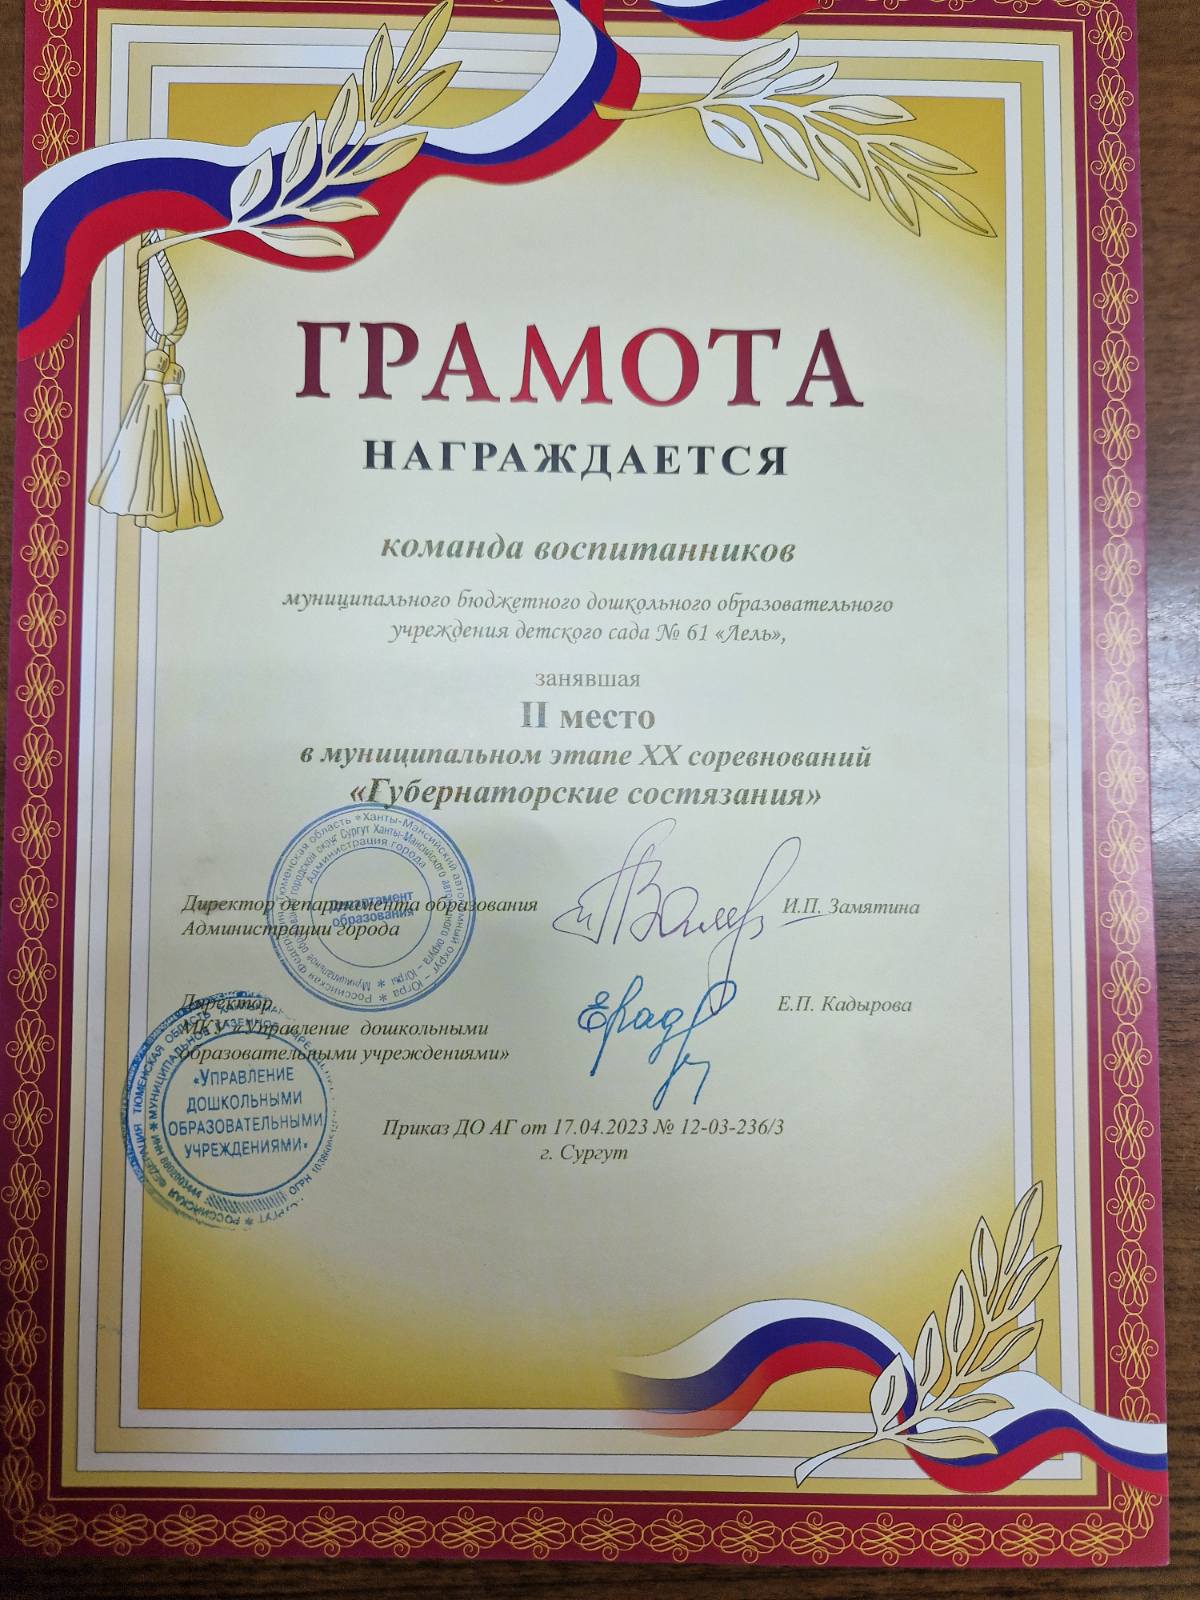 ГРАМОТА
НАГРАЖДАЕТСЯ
команда воспитанников
муниципального бюджетного дошкольного образовательного
учреждения детского сада № 61 «Лель»,
занявшая
II место
в муниципальном этапе XX соревнований
«Губернаторские состязания»
Директор департамента образования
Администрации города
И.П. Замятина
департамент
образования
Директор
МКУ «Управление дошкольными
образовательными учреждениями»
Е.П. Кадырова
«УПРАВЛЕНИЕ
ДОШКОЛЬНЫМИ
ОБРАЗОВАТЕЛЬНЫМИ
УЧРЕЖДЕНИЯМИ»
Приказ ДО АГ от 17.04.2023 № 12-03-236/3
г. Сургут